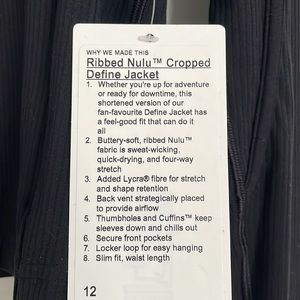 WHY WE MADE THIS
Ribbed Nulu™ Cropped
Define Jacket
1. Whether you're up for adventure
or ready for downtime, this
shortened version of our
fan-favourite Define Jacket has
a feel-good fit that can do it
all
2. Buttery-soft, ribbed Nulu™
fabric is sweat-wicking,
quick-drying, and four-way
stretch
3. Added Lycra® fibre for stretch
and shape retention
4. Back vent strategically placed
to provide airflow
5. Thumbholes and Cuffins™ keep
sleeves down and chills out
6. Secure front pockets
7. Locker loop for easy hanging
8. Slim fit, waist length
12